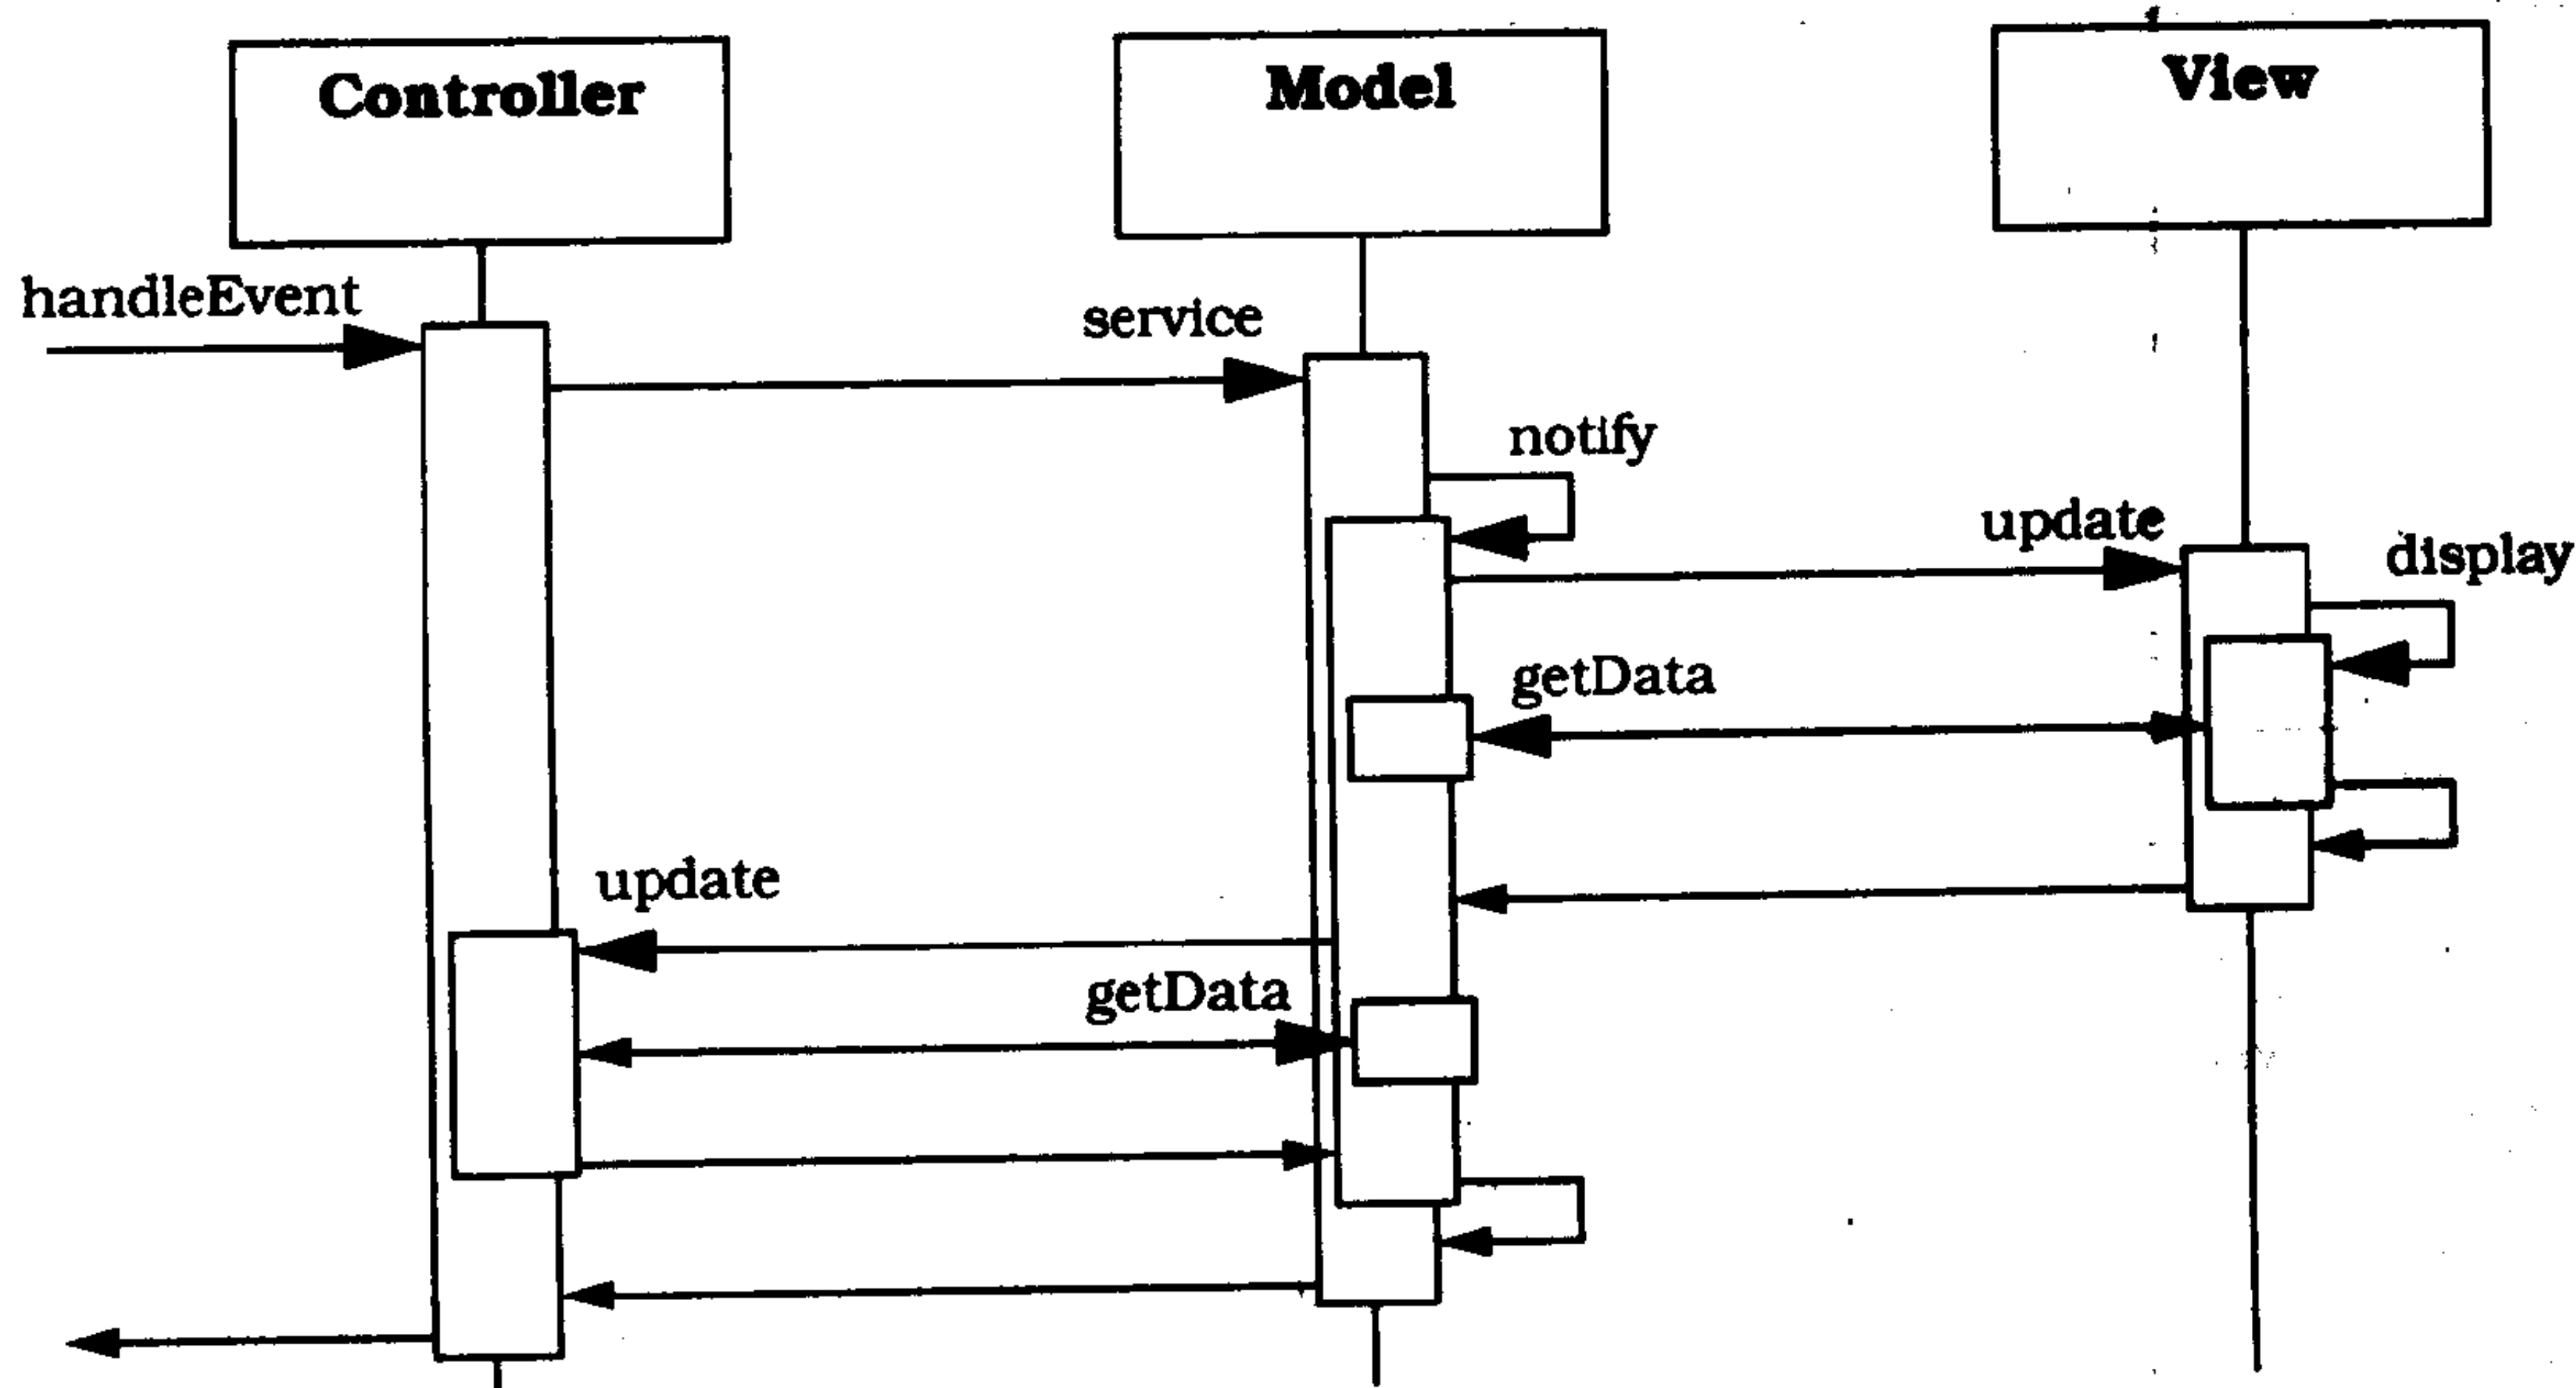 Controller
Model
View
handleEvent
service
notify
update
display
getData
update
getData